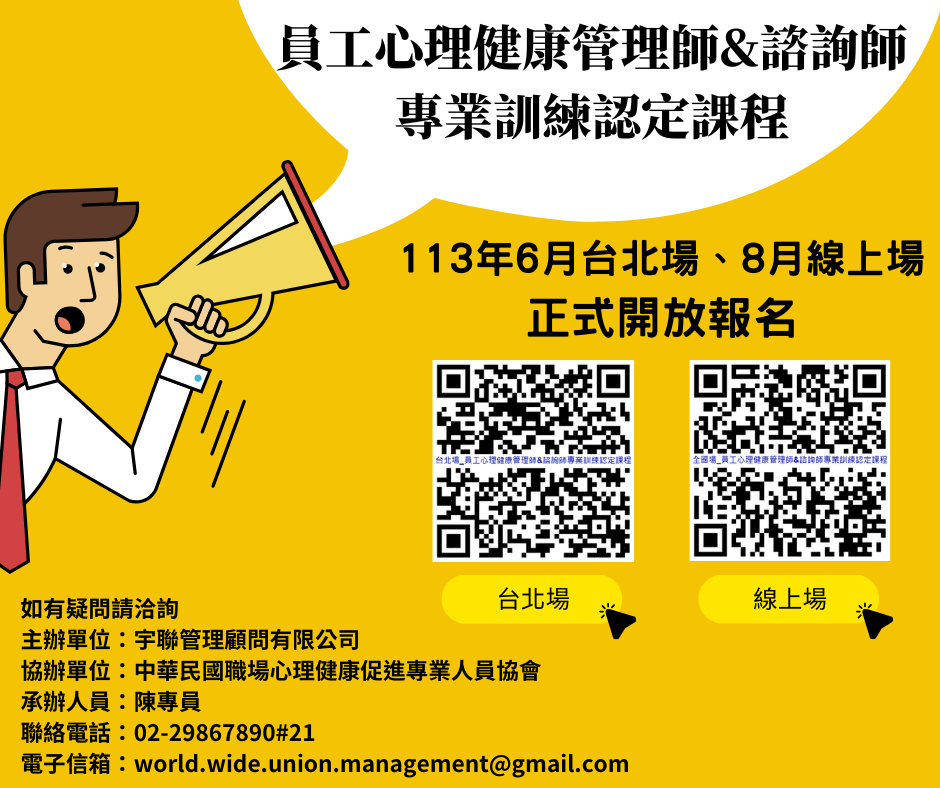 員工心理健康管理師&諮詢師
專業訓練認定課程
113年6月台北場、8月線上場
正式開放報名
台北場_員工心理健康管理師&諮詢師專業訓練認定課程
全國場_員工心理健康管理師&諮詢師專業訓練認定課程
台北場
線上場
如有疑問請洽詢
主辦單位：宇聯管理顧問有限公司
協辦單位：中華民國職場心理健康促進專業人員協會
承辦人員：陳專員
聯絡電話：02-29867890#21
電子信箱：world.wide.union.management@gmail.com